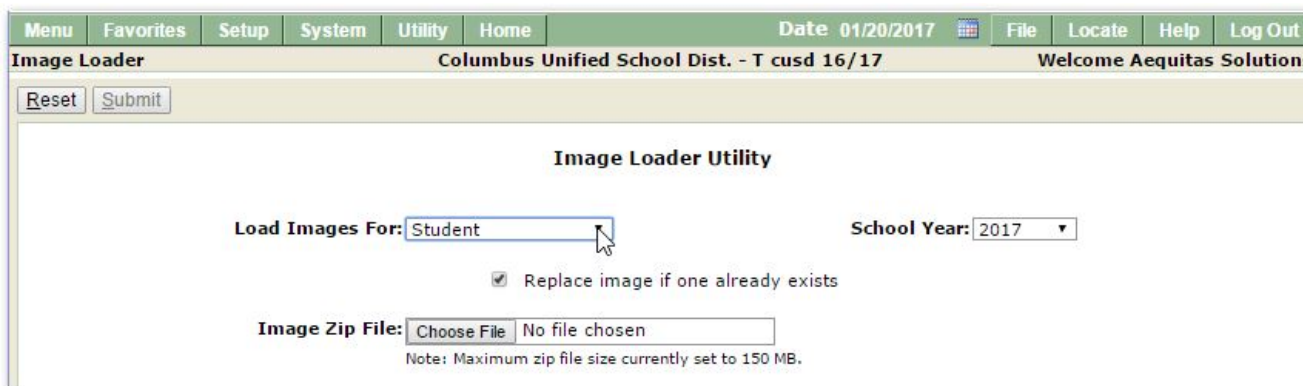 Menu Favorites Setup System Utility Home Date 01/20/2017 File Locate Help Log Out
Image Loader Columbus Unified School Dist. - T cusd 16/17 Welcome Aequitas Solution
Reset Submit
Image Loader Utility
Load Images For: Student School Year: 2017
Replace image if one already exists
Image Zip File: Choose File No file chosen
Note: Maximum zip file size currently set to 150 MB.